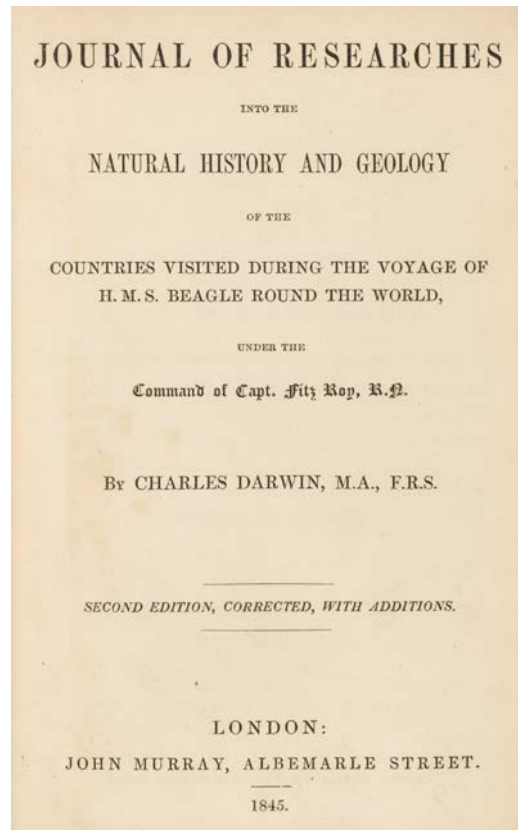 JOURNAL OF RESEARCHES
INTO THE
NATURAL HISTORY AND GEOLOGY
OF THE
COUNTRIES VISITED DURING THE VOYAGE OF
H. M. S. BEAGLE ROUND THE WORLD,
UNDER THE
Command of Capt. Fitz Roy, R.N.
BY CHARLES DARWIN, M.A., F.R.S.
SECOND EDITION, CORRECTED, WITH ADDITIONS.
LONDON:
JOHN MURRAY, ALBEMARLE STREET.
1845.